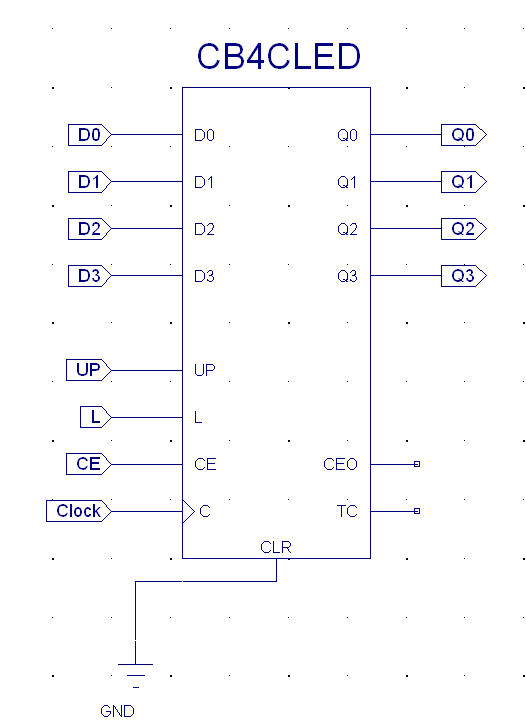 CB4CLED
D0 D0 Q0 Q0
D1 D1 Q1 Q1
D2 D2 Q2 Q2
D3 D3 Q3 Q3
UP UP
L L
CE CE CEO
Clock C TC
CLR
GND